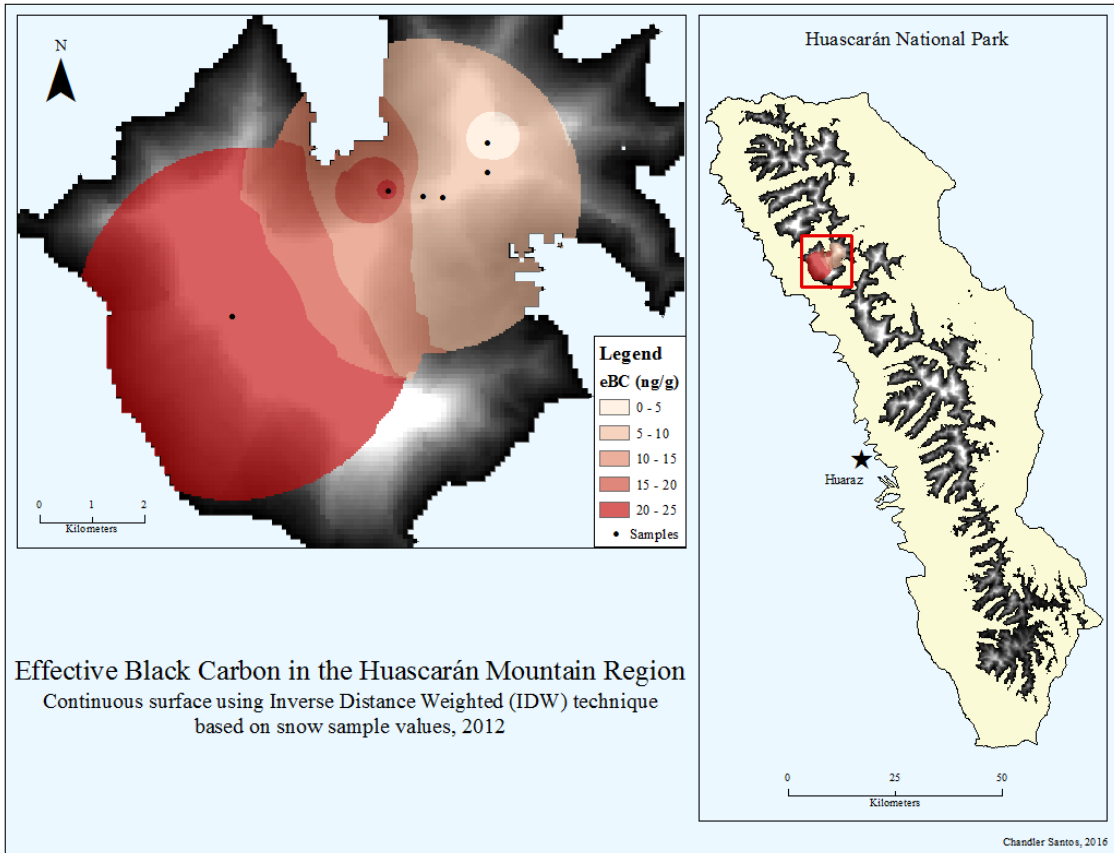 N
0 1 2
Kilometers
Legend
eBC (ng/g)
0 - 5
5 - 10
10 - 15
15 - 20
20 - 25
Samples
Effective Black Carbon in the Huascarán Mountain Region
Continuous surface using Inverse Distance Weighted (IDW) technique
based on snow sample values, 2012
Huascarán National Park
Huaraz
0 25 50
Kilometers
Chandler Santos, 2016